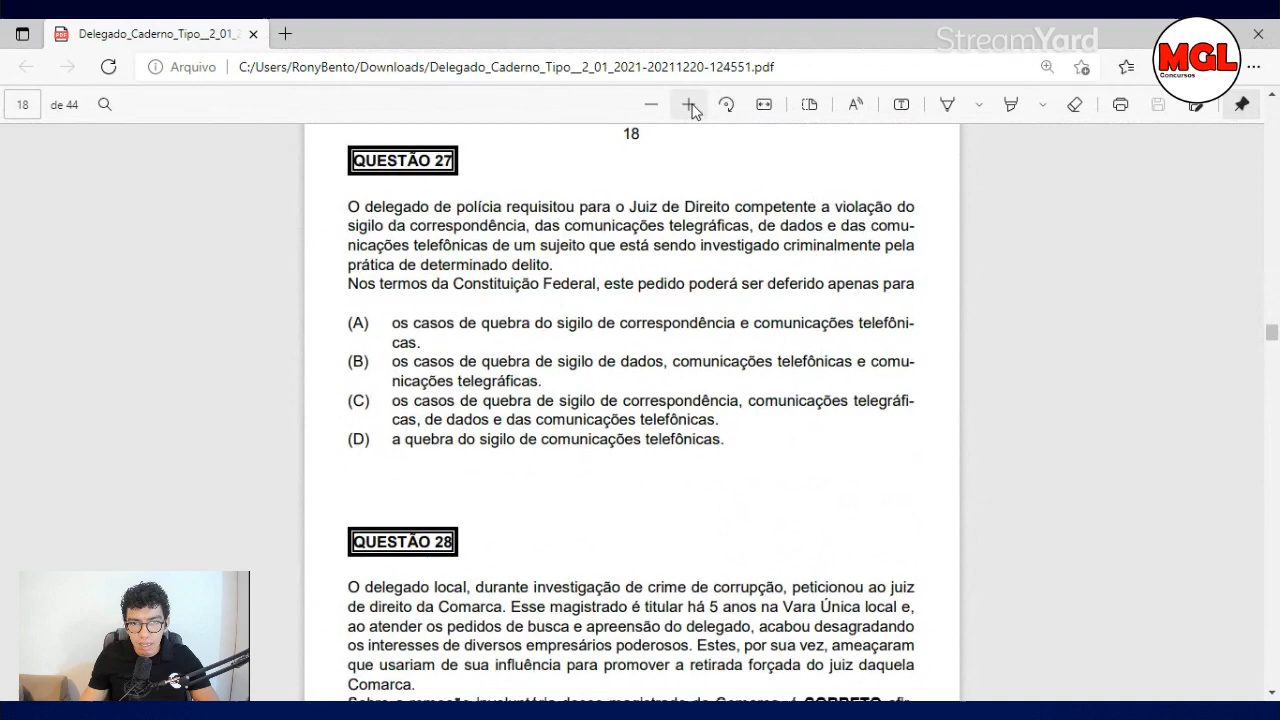 Delegado_Caderno_Tipo__2_01_2
StreamYard
MGL
Concursos
Arquivo
C:/Users/RonyBento/Downloads/Delegado_Caderno_Tipo__2_01_2021-20211220-124551.pdf
18
de 44
18
QUESTÃO 27
O delegado de polícia requisitou para o Juiz de Direito competente a violação do
sigilo da correspondência, das comunicações telegráficas, de dados e das comu-
nicações telefônicas de um sujeito que está sendo investigado criminalmente pela
prática de determinado delito.
Nos termos da Constituição Federal, este pedido poderá ser deferido apenas para
(A) os casos de quebra do sigilo de correspondência e comunicações telefôni-
cas.
(B) os casos de quebra de sigilo de dados, comunicações telefônicas e comu-
nicações telegráficas.
(C) os casos de quebra de sigilo de correspondência, comunicações telegráfi-
cas, de dados e das comunicações telefônicas.
(D) a quebra do sigilo de comunicações telefônicas.
QUESTÃO 28
O delegado local, durante investigação de crime de corrupção, peticionou ao juiz
de direito da Comarca. Esse magistrado é titular há 5 anos na Vara Única local e,
ao atender os pedidos de busca e apreensão do delegado, acabou desagradando
os interesses de diversos empresários poderosos. Estes, por sua vez, ameaçaram
que usariam de sua influência para promover a retirada forçada do juiz daquela
Comarca.